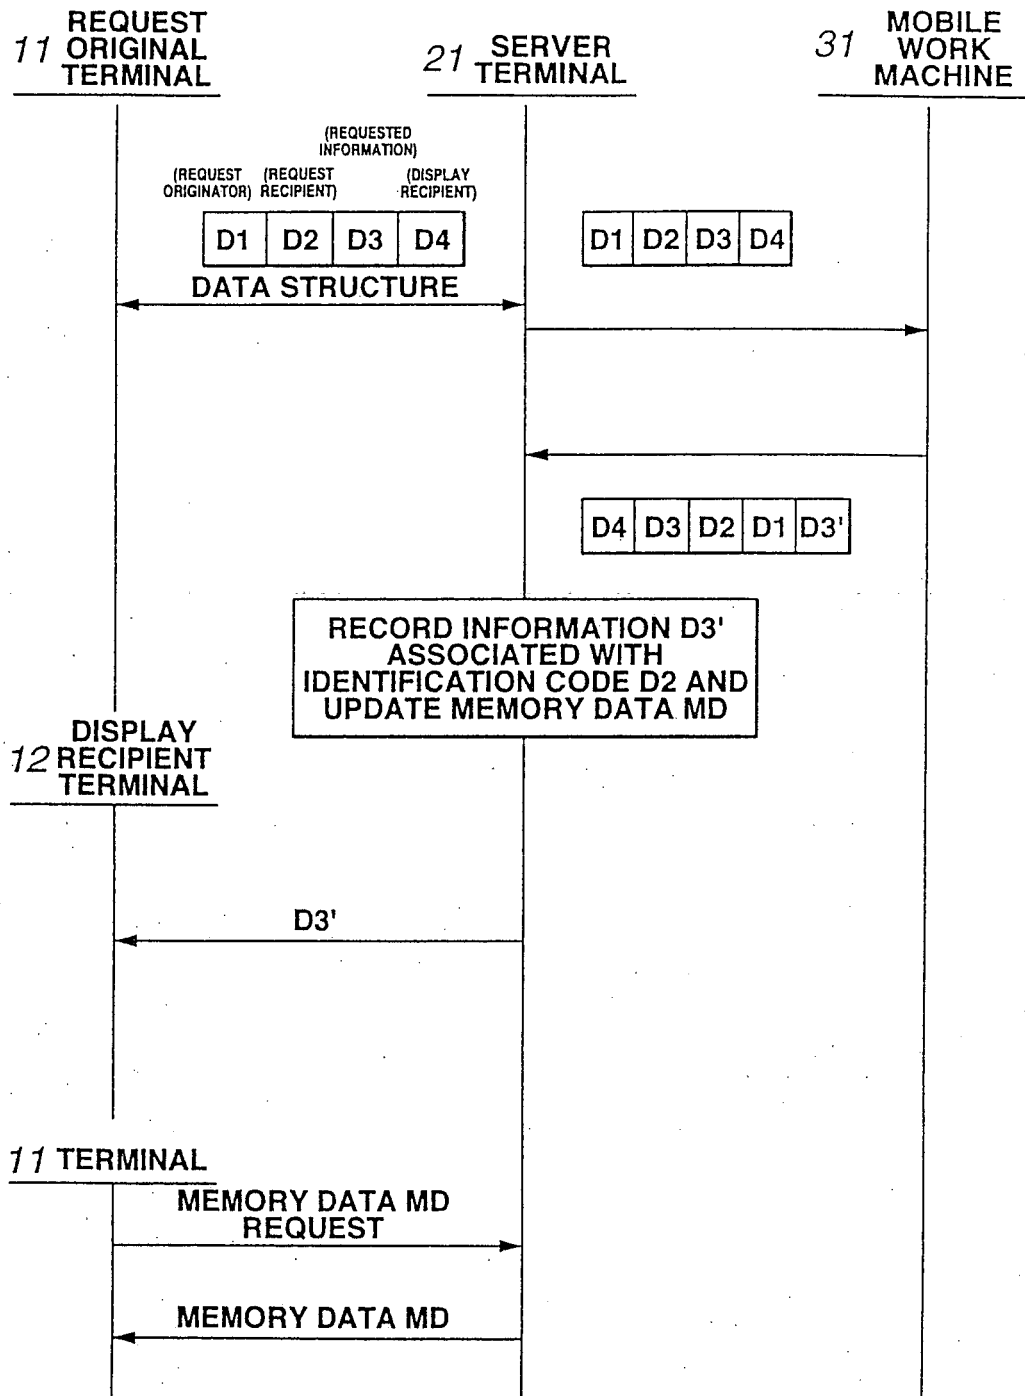 11 REQUEST ORIGINAL TERMINAL
21 SERVER TERMINAL
31 MOBILE WORK MACHINE
(REQUEST ORIGINATOR)
(REQUEST RECIPIENT)
(REQUESTED INFORMATION)
(DISPLAY RECIPIENT)
D1 D2 D3 D4
D1 D2 D3 D4
DATA STRUCTURE
D4 D3 D2 D1 D3'
RECORD INFORMATION D3'
ASSOCIATED WITH
IDENTIFICATION CODE D2 AND
UPDATE MEMORY DATA MD
12 DISPLAY RECIPIENT TERMINAL
D3'
11 TERMINAL
MEMORY DATA MD
REQUEST
MEMORY DATA MD